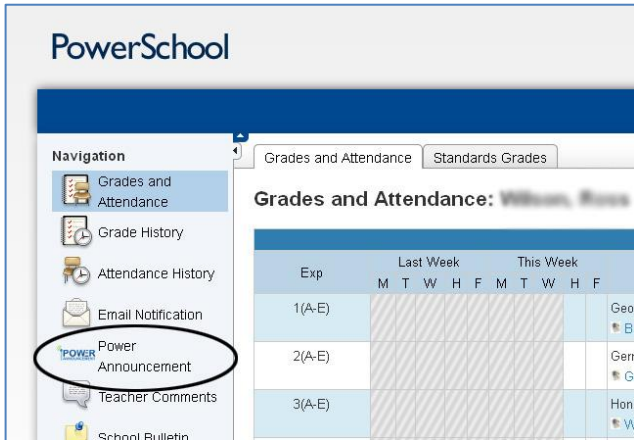 PowerSchool
Navigation
Grades and
Attendance
Grade History
Attendance History
Email Notification
POWER
Power
Announcement
Teacher Comments
School Bulletin
Grades and Attendance
Standards Grades
Grades and Attendance:
Exp
Last Week
This Week
M T W H F M T W H F
1(A-E)
Geo
B
2(A-E)
Ger
G
3(A-E)
Hon
W